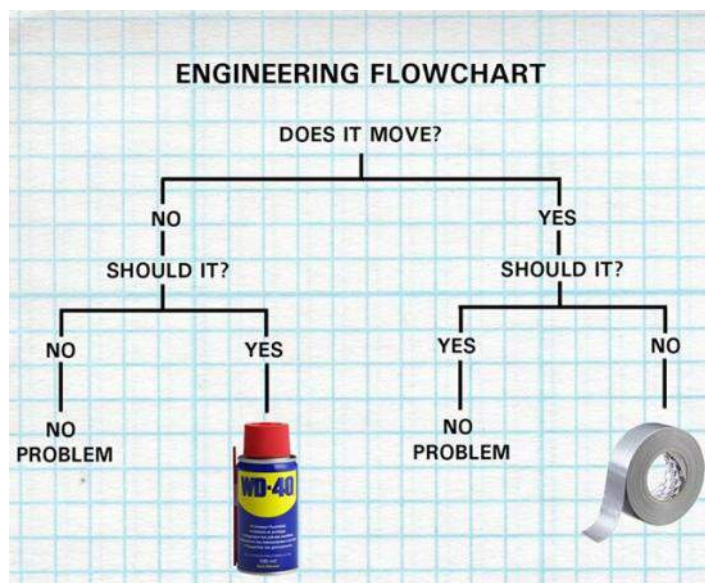 ENGINEERING FLOWCHART
DOES IT MOVE?
NO
YES
SHOULD IT?
SHOULD IT?
NO
YES
YES
NO
NO
PROBLEM
NO
PROBLEM
WD-40